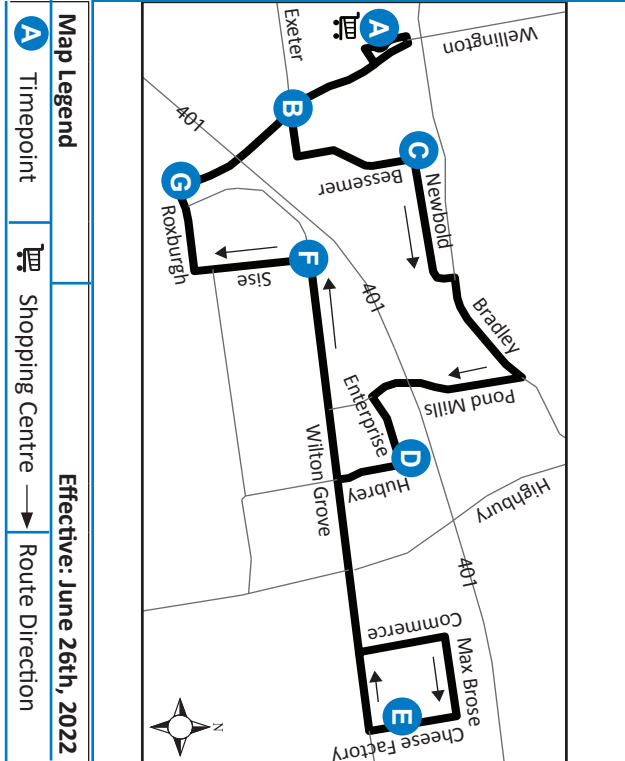 Wellington
A
Exeter
B
C
401
Bessemer
Newbold
G
Roxburgh
Sise
F
401
Bradley
Pond Mills
Enterprise
D
Hubrey
Wilton Grove
Highbury
401
Commerce
Max Brose
E
Cheese Factory
N
Map Legend
Effective: June 26th, 2022
A Timepoint
Shopping Centre
Route Direction